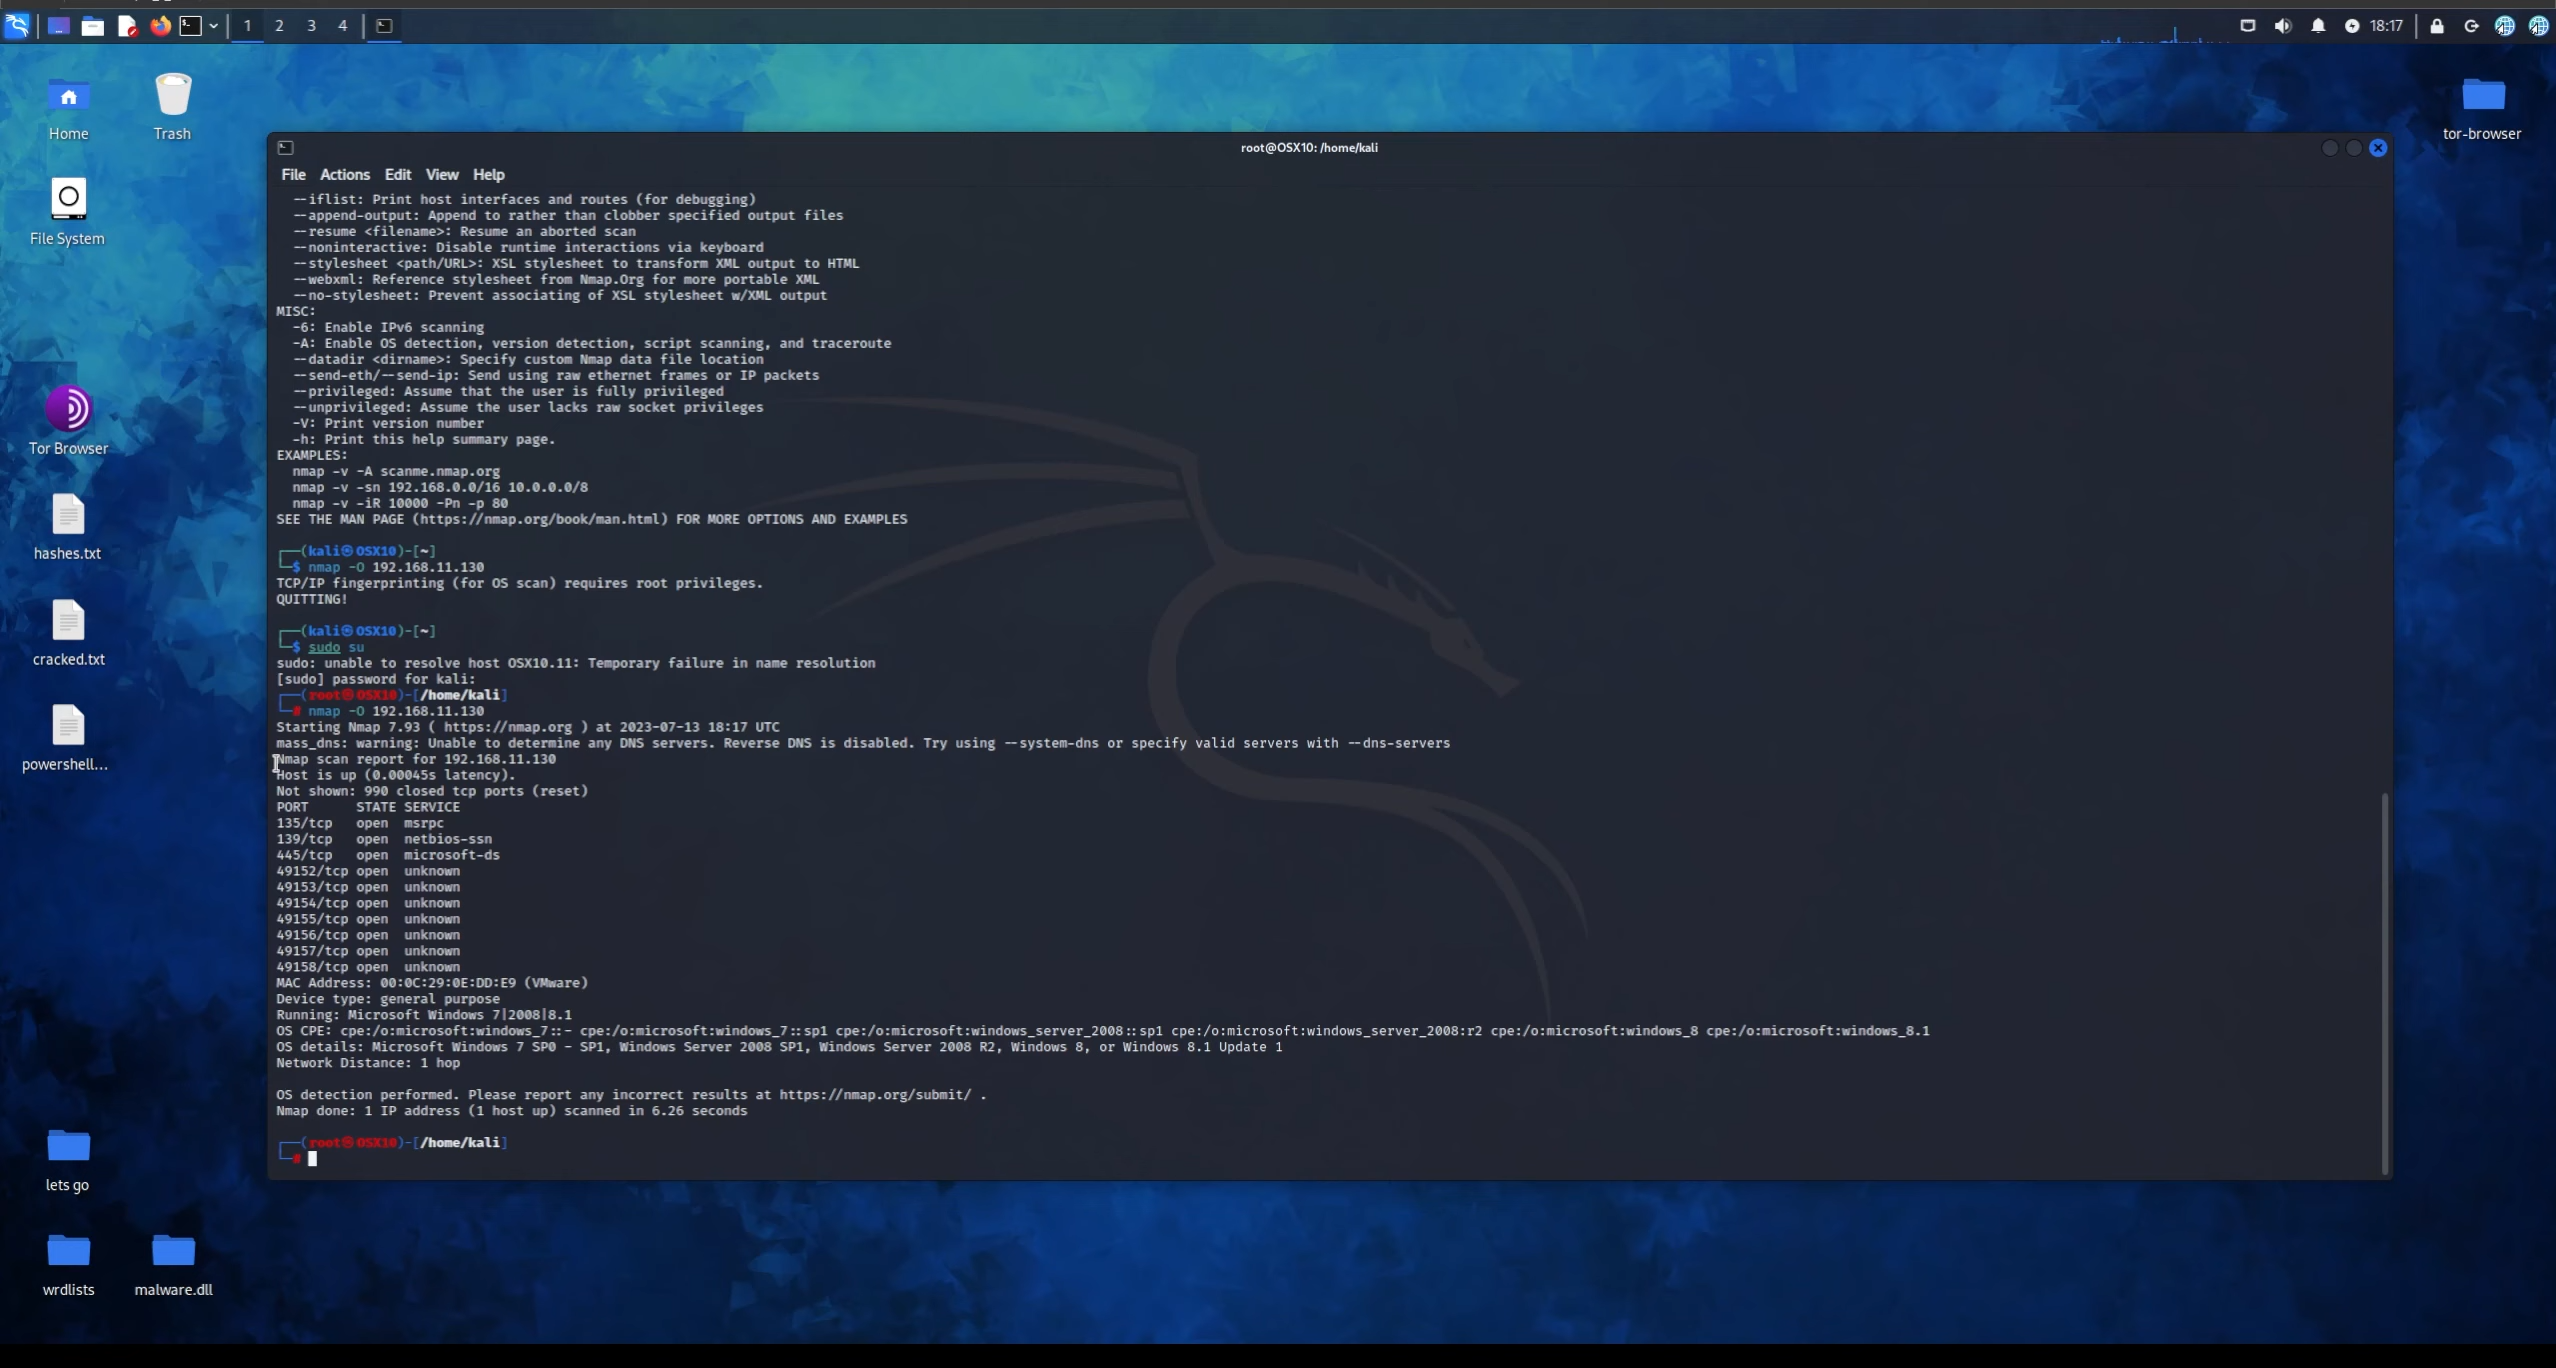 1 2 3 4 18:17
Home
Trash
File System
Tor Browser
hashes.txt
cracked.txt
powershell...
lets go
wrdlists
malware.dll
tor-browser
root@OSX10: /home/kali
File Actions Edit View Help
--iflist: Print host interfaces and routes (for debugging)
--append-output: Append to rather than clobber specified output files
--resume <filename>: Resume an aborted scan
--noninteractive: Disable runtime interactions via keyboard
--stylesheet <path/URL>: XSL stylesheet to transform XML output to HTML
--webxml: Reference stylesheet from Nmap.Org for more portable XML
--no-stylesheet: Prevent associating of XSL stylesheet w/XML output
MISC:
-6: Enable IPv6 scanning
-A: Enable OS detection, version detection, script scanning, and traceroute
--datadir <dirname>: Specify custom Nmap data file location
--send-eth/--send-ip: Send using raw ethernet frames or IP packets
--privileged: Assume that the user is fully privileged
--unprivileged: Assume the user lacks raw socket privileges
-V: Print version number
-h: Print this help summary page.
EXAMPLES:
nmap -v -A scanme.nmap.org
nmap -v -sn 192.168.0.0/16 10.0.0.0/8
nmap -v -iR 10000 -Pn -p 80
SEE THE MAN PAGE (https://nmap.org/book/man.html) FOR MORE OPTIONS AND EXAMPLES
┌──(kali㉿OSX10)-[~]
└─$ nmap -O 192.168.11.130
TCP/IP fingerprinting (for OS scan) requires root privileges.
QUITTING!
┌──(kali㉿OSX10)-[~]
└─$ sudo su
sudo: unable to resolve host OSX10.11: Temporary failure in name resolution
[sudo] password for kali:
┌──(root㉿OSX10)-[/home/kali]
└─# nmap -O 192.168.11.130
Starting Nmap 7.93 ( https://nmap.org ) at 2023-07-13 18:17 UTC
mass_dns: warning: Unable to determine any DNS servers. Reverse DNS is disabled. Try using --system-dns or specify valid servers with --dns-servers
Nmap scan report for 192.168.11.130
Host is up (0.00045s latency).
Not shown: 990 closed tcp ports (reset)
PORT STATE SERVICE
135/tcp open msrpc
139/tcp open netbios-ssn
445/tcp open microsoft-ds
49152/tcp open unknown
49153/tcp open unknown
49154/tcp open unknown
49155/tcp open unknown
49156/tcp open unknown
49157/tcp open unknown
49158/tcp open unknown
MAC Address: 00:0C:29:0E:DD:E9 (VMware)
Device type: general purpose
Running: Microsoft Windows 7|2008|8.1
OS CPE: cpe:/o:microsoft:windows_7::- cpe:/o:microsoft:windows_7::sp1 cpe:/o:microsoft:windows_server_2008::sp1 cpe:/o:microsoft:windows_server_2008:r2 cpe:/o:microsoft:windows_8 cpe:/o:microsoft:windows_8.1
OS details: Microsoft Windows 7 SP0 - SP1, Windows Server 2008 SP1, Windows Server 2008 R2, Windows 8, or Windows 8.1 Update 1
Network Distance: 1 hop
OS detection performed. Please report any incorrect results at https://nmap.org/submit/ .
Nmap done: 1 IP address (1 host up) scanned in 6.26 seconds
┌──(root㉿OSX10)-[/home/kali]
└─#